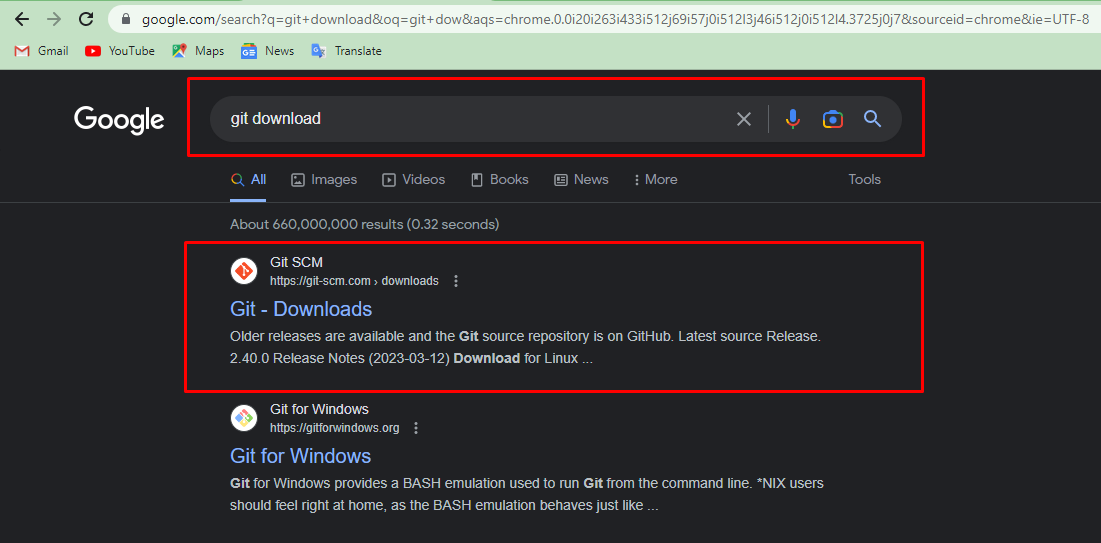 google.com/search?q=git+download&oq=git+dow&aqs=chrome.0.0i20i263i433i512j69i57j0i512l3j46i512j0i512l4.3725j0j7&sourceid=chrome&ie=UTF-8
Gmail YouTube Maps News Translate
Google git download
All Images Videos Books News More Tools
About 660,000,000 results (0.32 seconds)
Git SCM
https://git-scm.com › downloads
Git - Downloads
Older releases are available and the Git source repository is on GitHub. Latest source Release.
2.40.0 Release Notes (2023-03-12) Download for Linux ...
Git for Windows
https://gitforwindows.org
Git for Windows
Git for Windows provides a BASH emulation used to run Git from the command line. *NIX users
should feel right at home, as the BASH emulation behaves just like ...